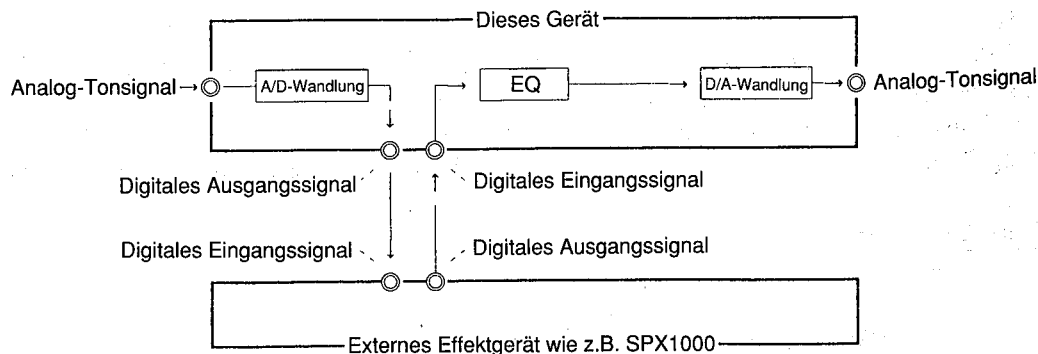 Dieses Gerät
Analog-Tonsignal
A/D-Wandlung
EQ
D/A-Wandlung
Analog-Tonsignal
Digitales Ausgangssignal
Digitales Eingangssignal
Digitales Eingangssignal
Digitales Ausgangssignal
Externes Effektgerät wie z.B. SPX1000